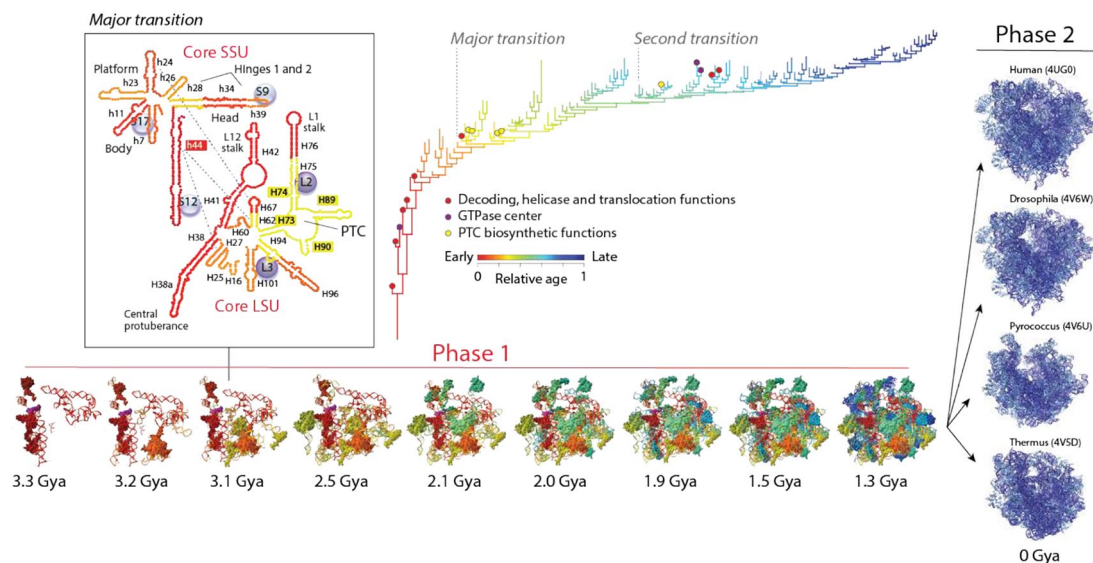 Major transition
Core SSU
h24
Platform
h26
h23
h28
h34
Hinges 1 and 2
S9
h11
S17
h7
Head
h39
Body
L12
stalk
L1
stalk
h44
H42
H76
H75
L2
S12
H41
H74
H67
H89
H62
H73
PTC
H38
H60
H27
H94
H90
L3
H25
H16
H101
H96
H38a
Core LSU
Central
protuberance
Major transition
Second transition
Decoding, helicase and translocation functions
GTPase center
PTC biosynthetic functions
Early
Late
0
1
Relative age
Phase 1
3.3 Gya
3.2 Gya
3.1 Gya
2.5 Gya
2.1 Gya
2.0 Gya
1.9 Gya
1.5 Gya
1.3 Gya
Phase 2
Human (4UG0)
Drosophila (4V6W)
Pyrococcus (4V6U)
Thermus (4V5D)
0 Gya